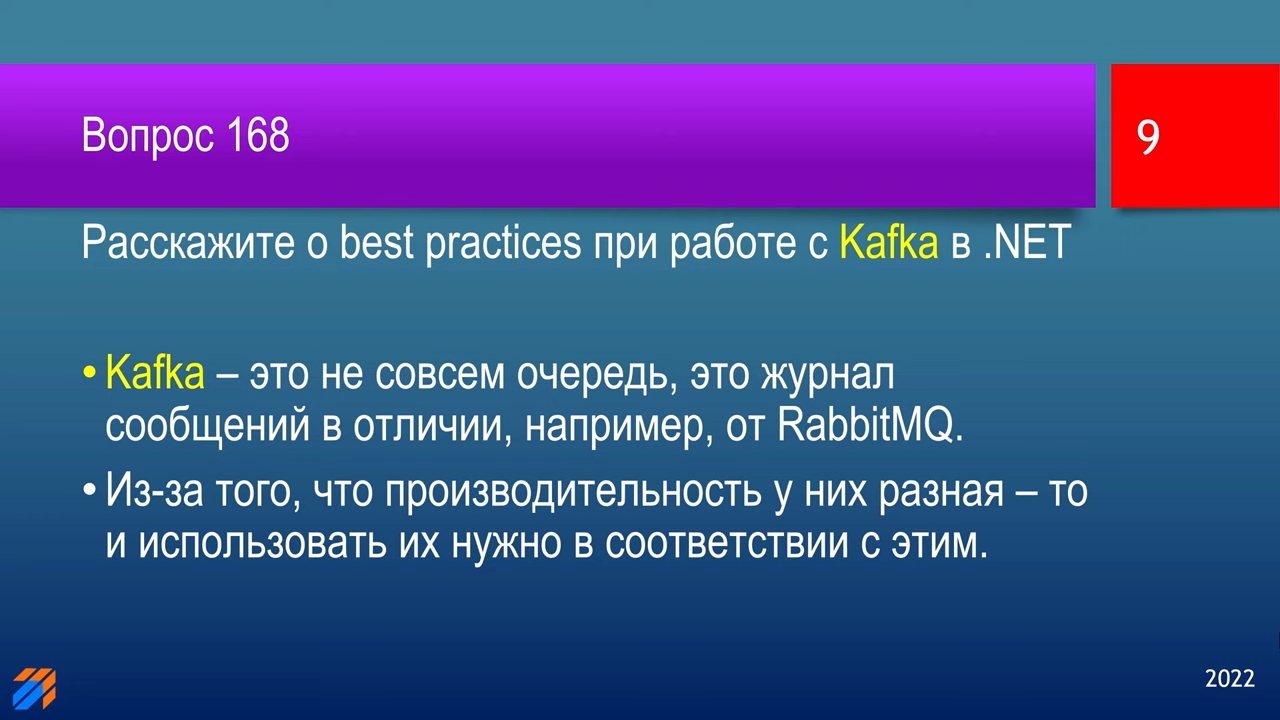 Вопрос 168
9
Расскажите о best practices при работе с Kafka в .NET
• Kafka – это не совсем очередь, это журнал
сообщений в отличии, например, от RabbitMQ.
• Из-за того, что производительность у них разная – то
и использовать их нужно в соответствии с этим.
2022